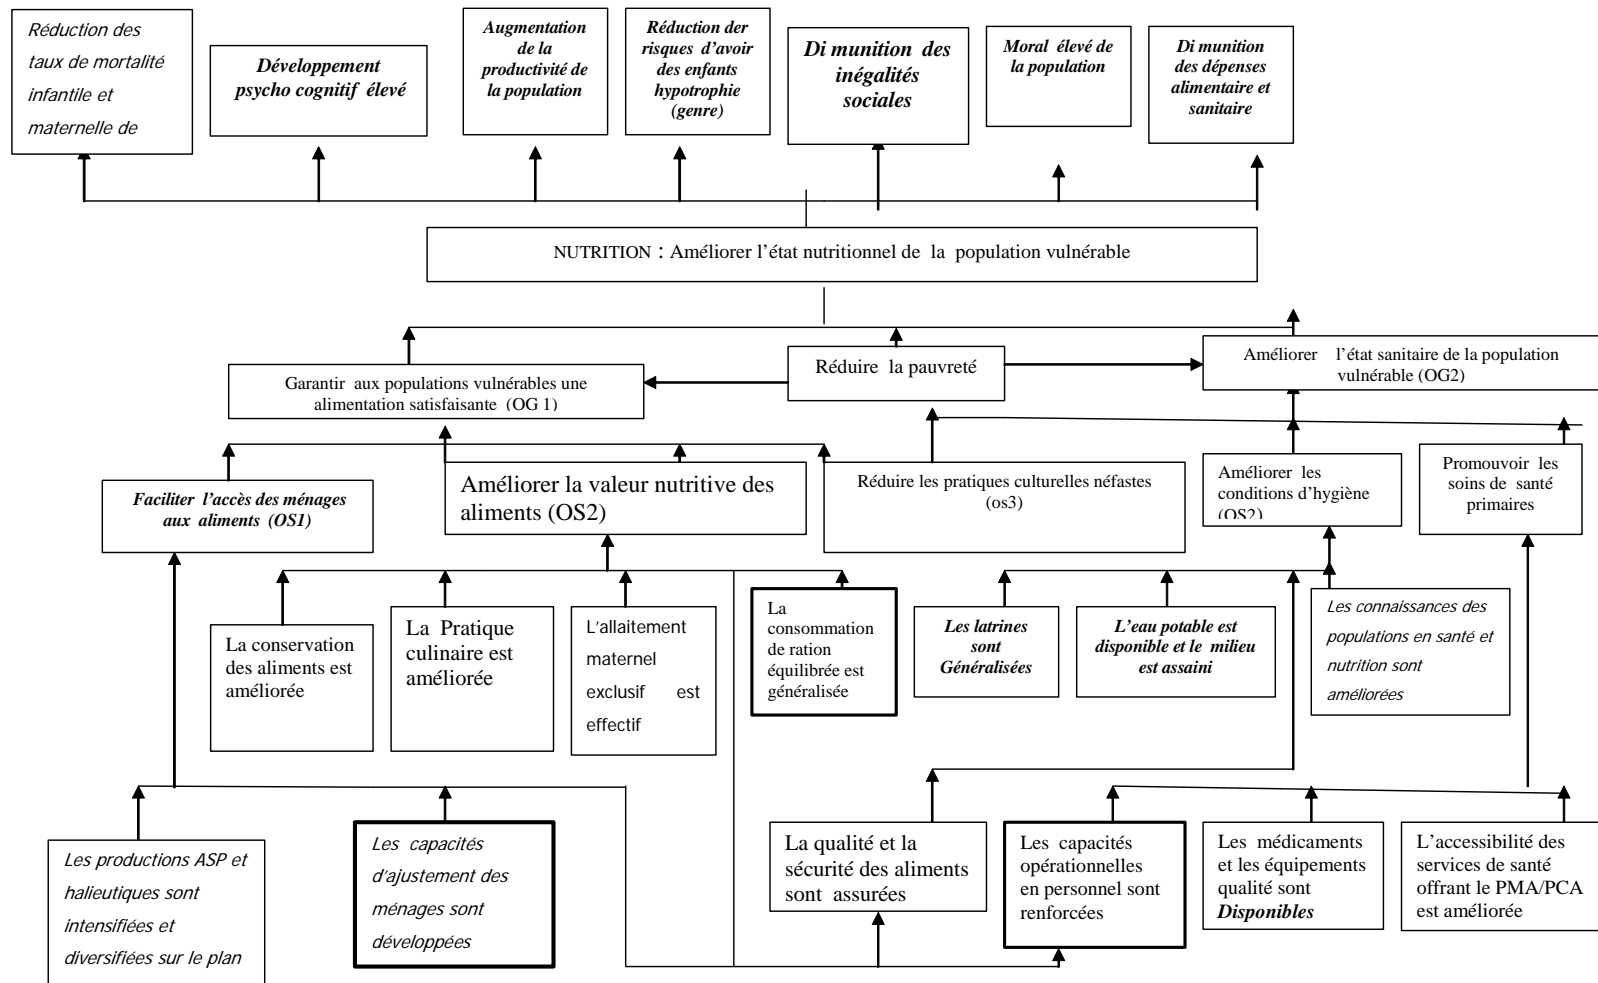 Réduction des
taux de mortalité
infantile et
maternelle de
Développement
psycho cognitif élevé
Augmentation
de la
productivité de
la population
Réduction der
risques d'avoir
des enfants
hypotrophie
(genre)
Di munition des
inégalités
sociales
Moral élevé de
la population
Di munition
des dépenses
alimentaire et
sanitaire
NUTRITION : Améliorer l'état nutritionnel de la population vulnérable
Garantir aux populations vulnérables une
alimentation satisfaisante (OG 1)
Réduire la pauvreté
Améliorer l'état sanitaire de la population
vulnérable (OG2)
Faciliter l'accès des ménages
aux aliments (OS1)
Améliorer la valeur nutritive des
aliments (OS2)
Réduire les pratiques culturelles néfastes
(os3)
Améliorer les
conditions d'hygiène
(OS2)
Promouvoir les
soins de santé
primaires
La conservation
des aliments est
améliorée
La Pratique
culinaire est
améliorée
L'allaitement
maternel
exclusif est
effectif
La
consommation
de ration
équilibrée est
généralisée
Les latrines
sont
Généralisées
L'eau potable est
disponible et le milieu
est assaini
Les connaissances des
populations en santé et
nutrition sont
améliorées
Les productions ASP et
halieutiques sont
intensifiées et
diversifiées sur le plan
Les capacités
d'ajustement des
ménages sont
développées
La qualité et la
sécurité des aliments
sont assurées
Les capacités
opérationnelles
en personnel sont
renforcées
Les médicaments
et les équipements
qualité sont
Disponibles
L'accessibilité des
services de santé
offrant le PMA/PCA
est améliorée